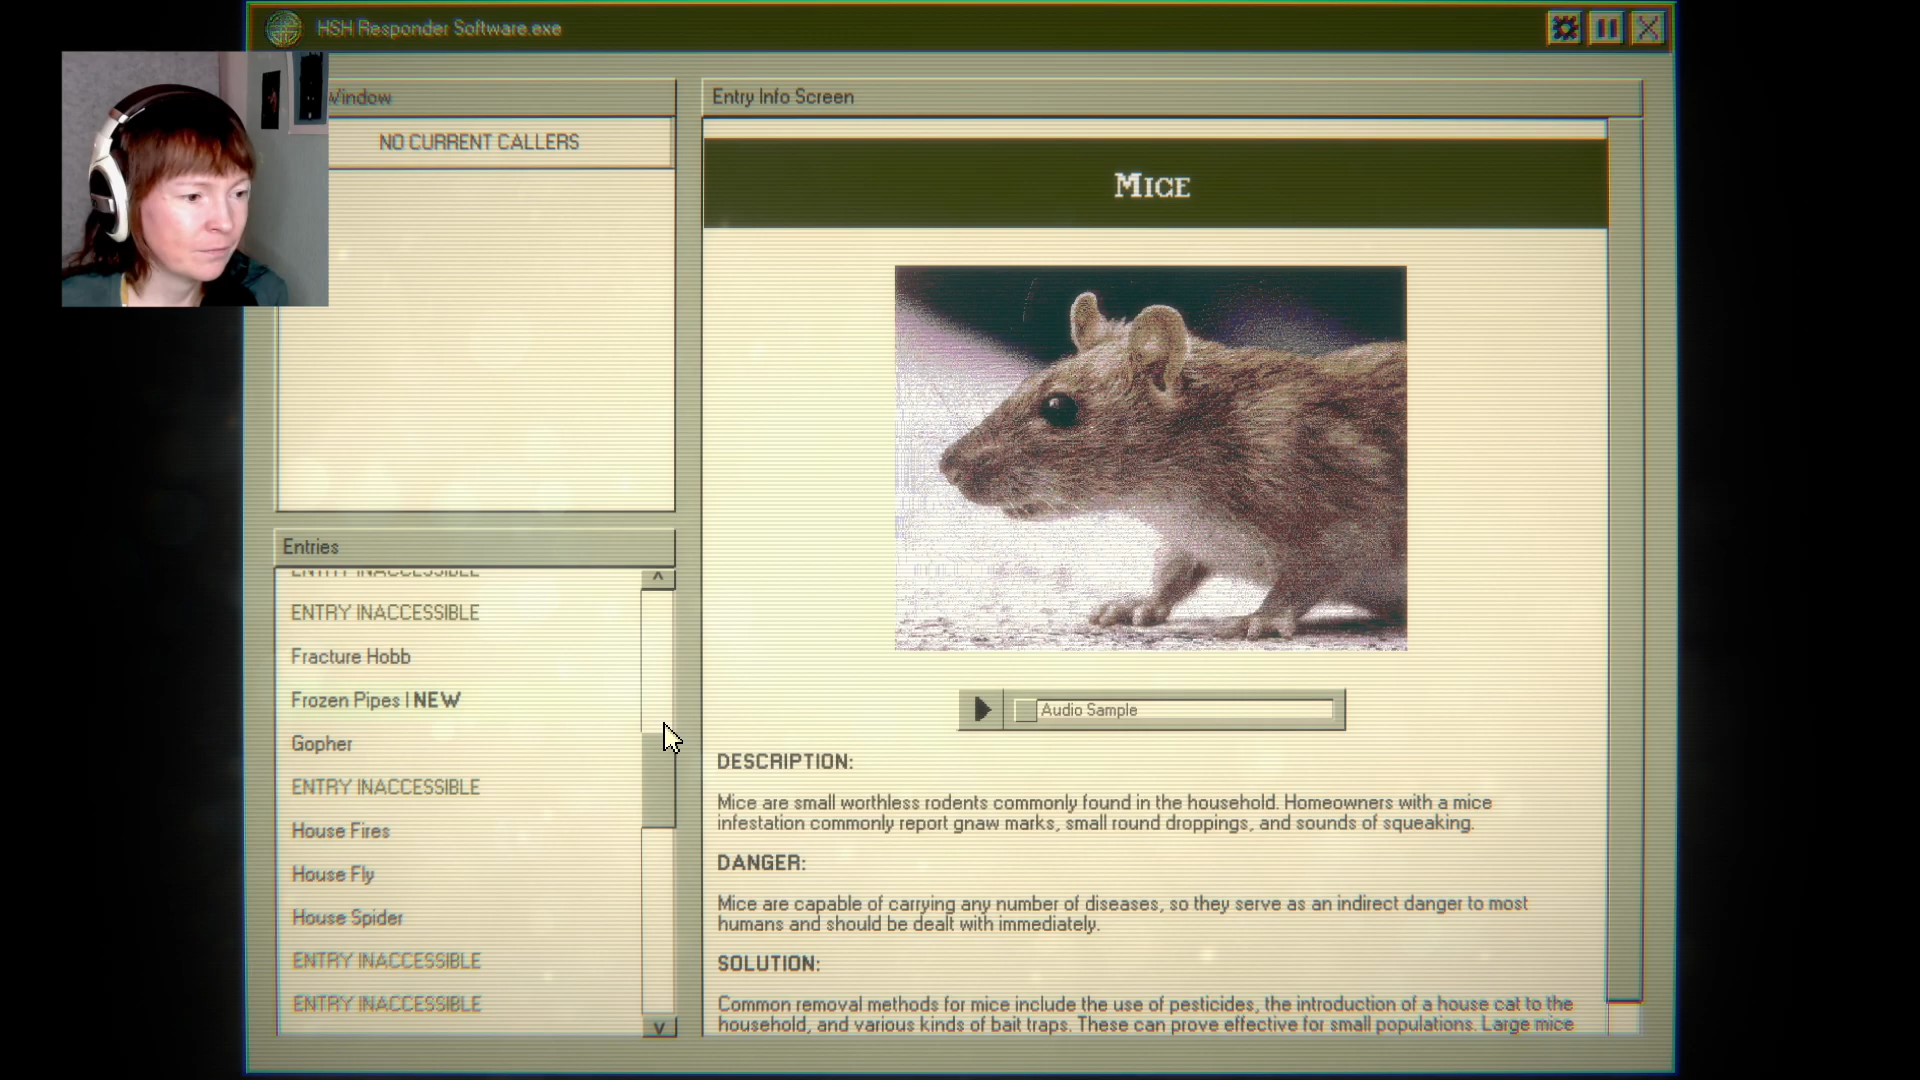 HSH Responder Software.exe
Window
NO CURRENT CALLERS
Entries
ENTRY INACCESSIBLE
ENTRY INACCESSIBLE
Fracture Hobb
Frozen Pipes | NEW
Gopher
ENTRY INACCESSIBLE
House Fires
House Fly
House Spider
ENTRY INACCESSIBLE
ENTRY INACCESSIBLE
Entry Info Screen
MICE
Audio Sample
DESCRIPTION:
Mice are small worthless rodents commonly found in the household. Homeowners with a mice
infestation commonly report gnaw marks, small round droppings, and sounds of squeaking.
DANGER:
Mice are capable of carrying any number of diseases, so they serve as an indirect danger to most
humans and should be dealt with immediately.
SOLUTION:
Common removal methods for mice include the use of pesticides, the introduction of a house cat to the
household, and various kinds of bait traps. These can prove effective for small populations. Large mice